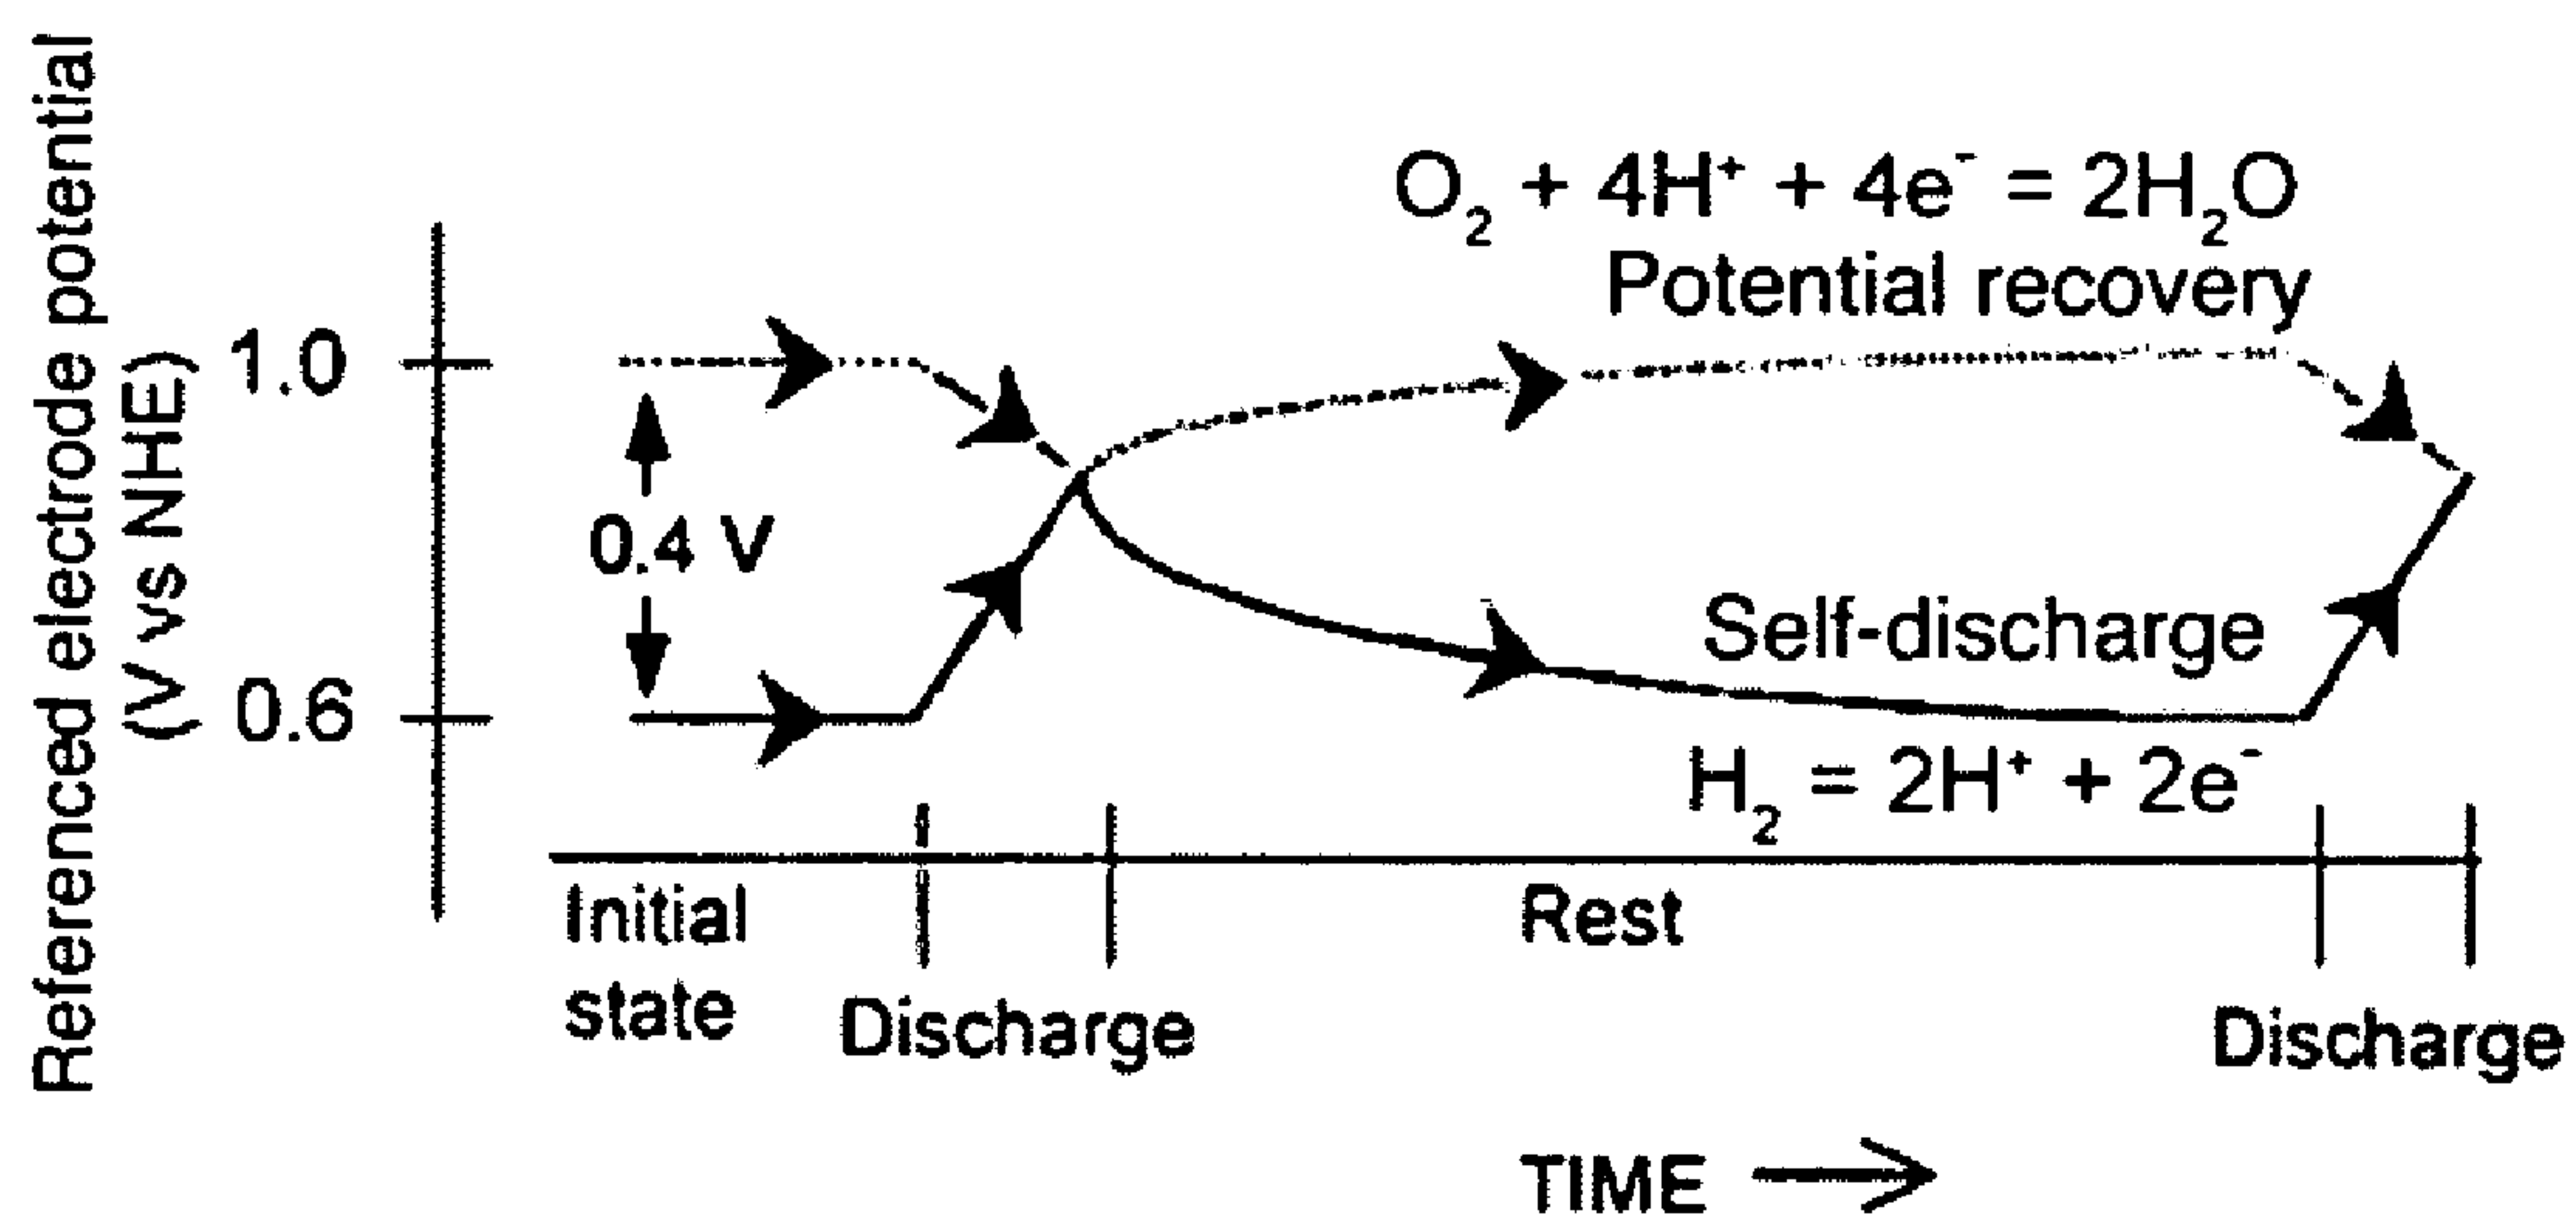 Referenced electrode potential
(V vs NHE)
1.0
0.6
0.4 V
O₂ + 4H⁺ + 4e⁻ = 2H₂O
Potential recovery
Self-discharge
H₂ = 2H⁺ + 2e⁻
Initial
state
Discharge
Rest
Discharge
TIME